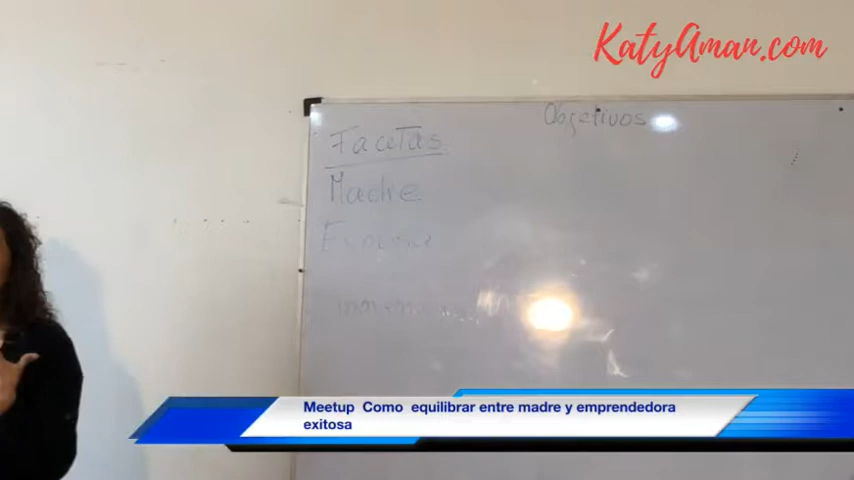 KatyAman.com
Objetivos
Facetas
Madre
Meetup Como equilibrar entre madre y emprendedora
exitosa